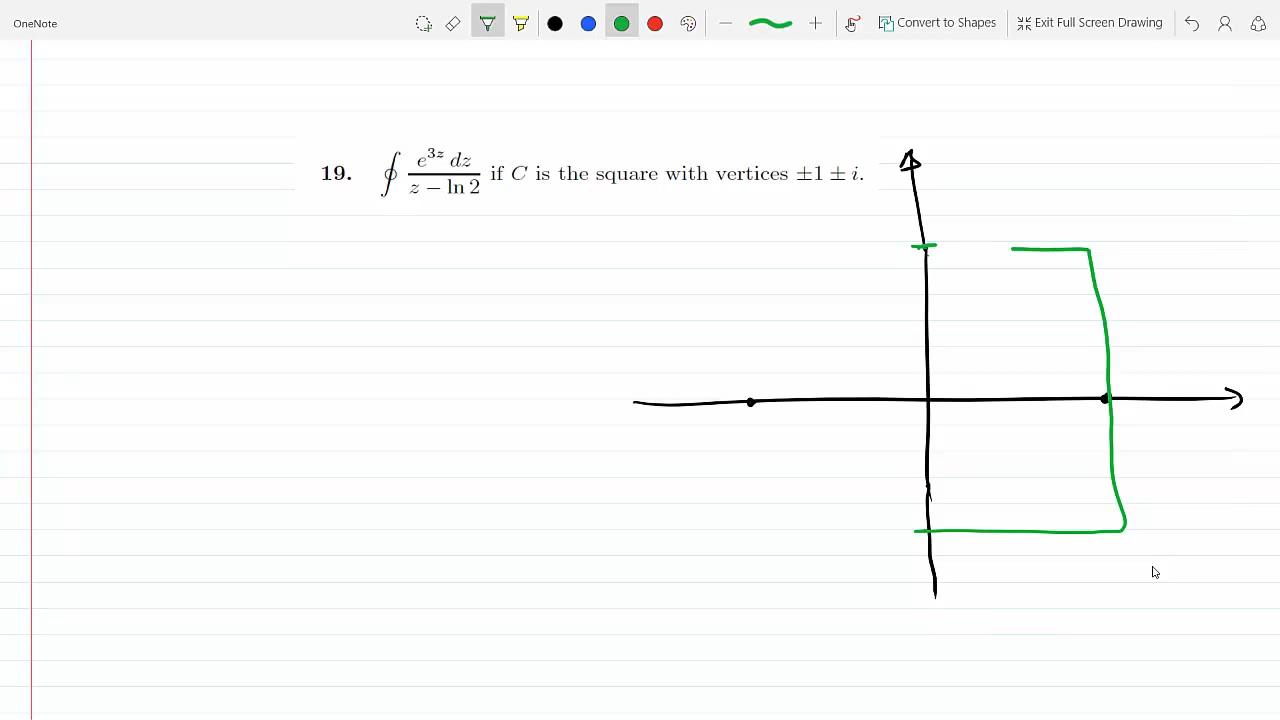 OneNote
Convert to Shapes
Exit Full Screen Drawing
19. ∮ e^{3z} dz / (z − ln 2) if C is the square with vertices ±1 ± i.